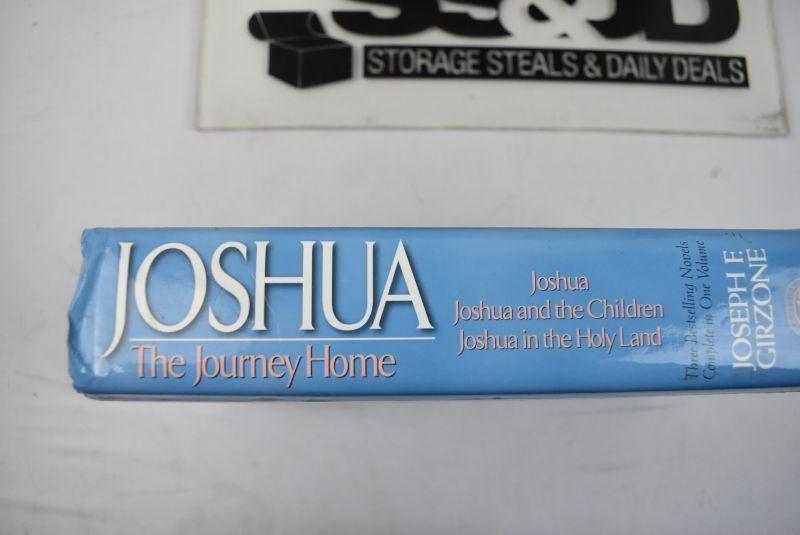 STORAGE STEALS & DAILY DEALS
JOSHUA
The Journey Home
Joshua
Joshua and the Children
Joshua in the Holy Land
Three Bestselling Novels
Complete in One Volume
JOSEPH F.
GIRZONE